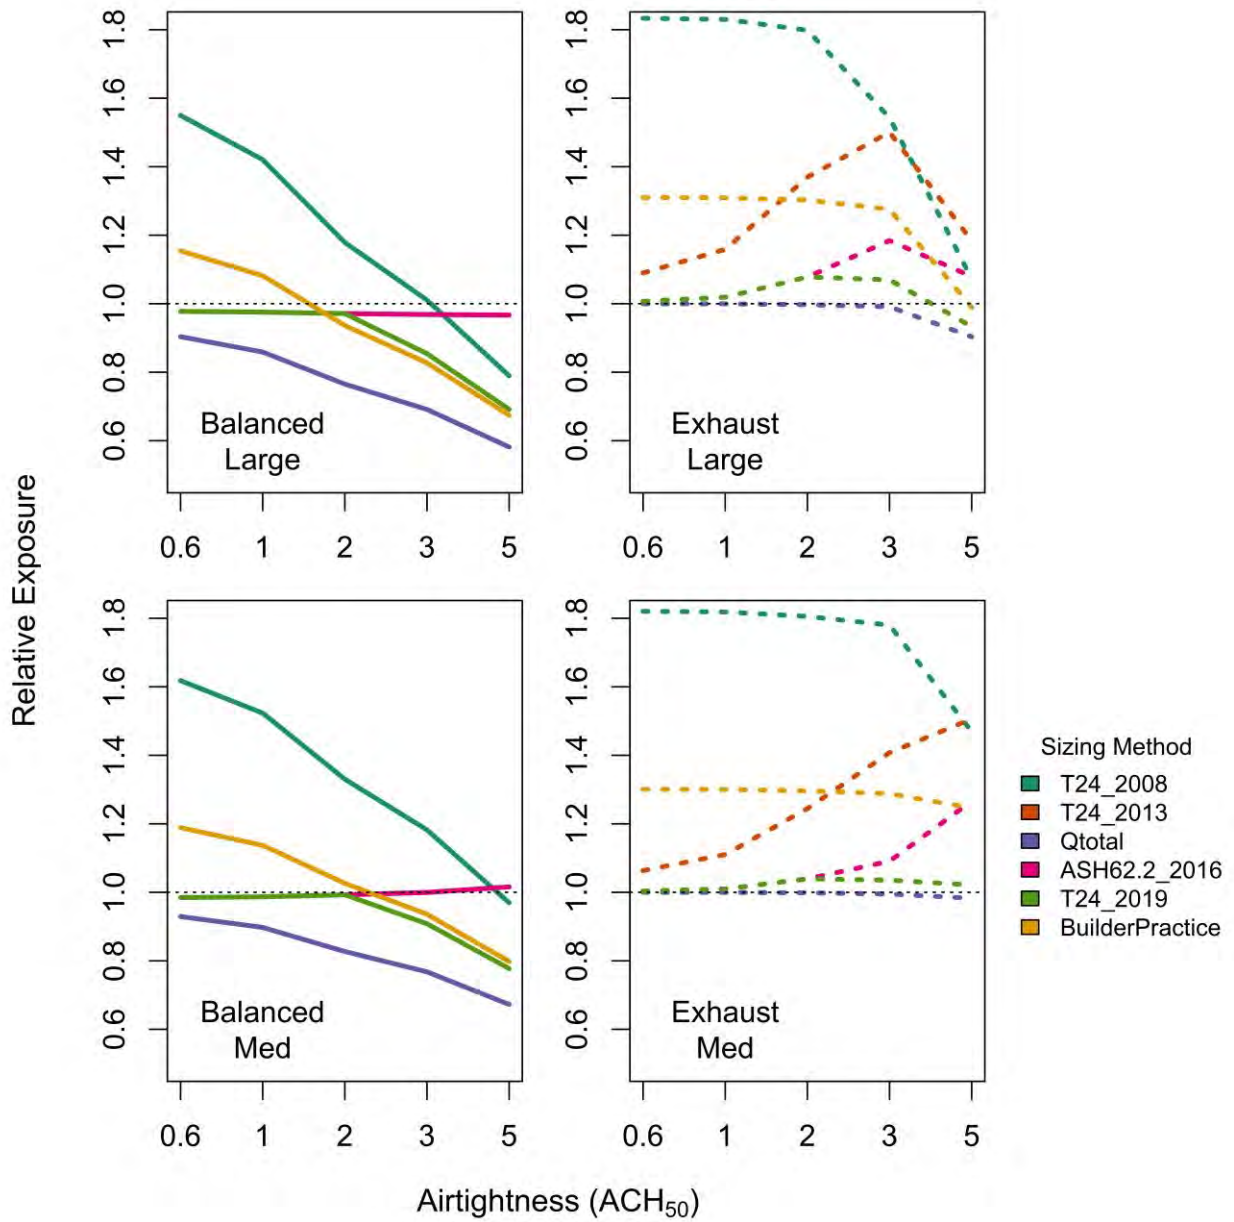 Relative Exposure
1.8
1.6
1.4
1.2
1.0
0.8
0.6
Balanced
Large
0.6 1 2 3 5
1.8
1.6
1.4
1.2
1.0
0.8
0.6
Exhaust
Large
0.6 1 2 3 5
1.8
1.6
1.4
1.2
1.0
0.8
0.6
Balanced
Med
0.6 1 2 3 5
1.8
1.6
1.4
1.2
1.0
0.8
0.6
Exhaust
Med
0.6 1 2 3 5
Airtightness (ACH₅₀)
Sizing Method
T24_2008
T24_2013
Qtotal
ASH62.2_2016
T24_2019
BuilderPractice